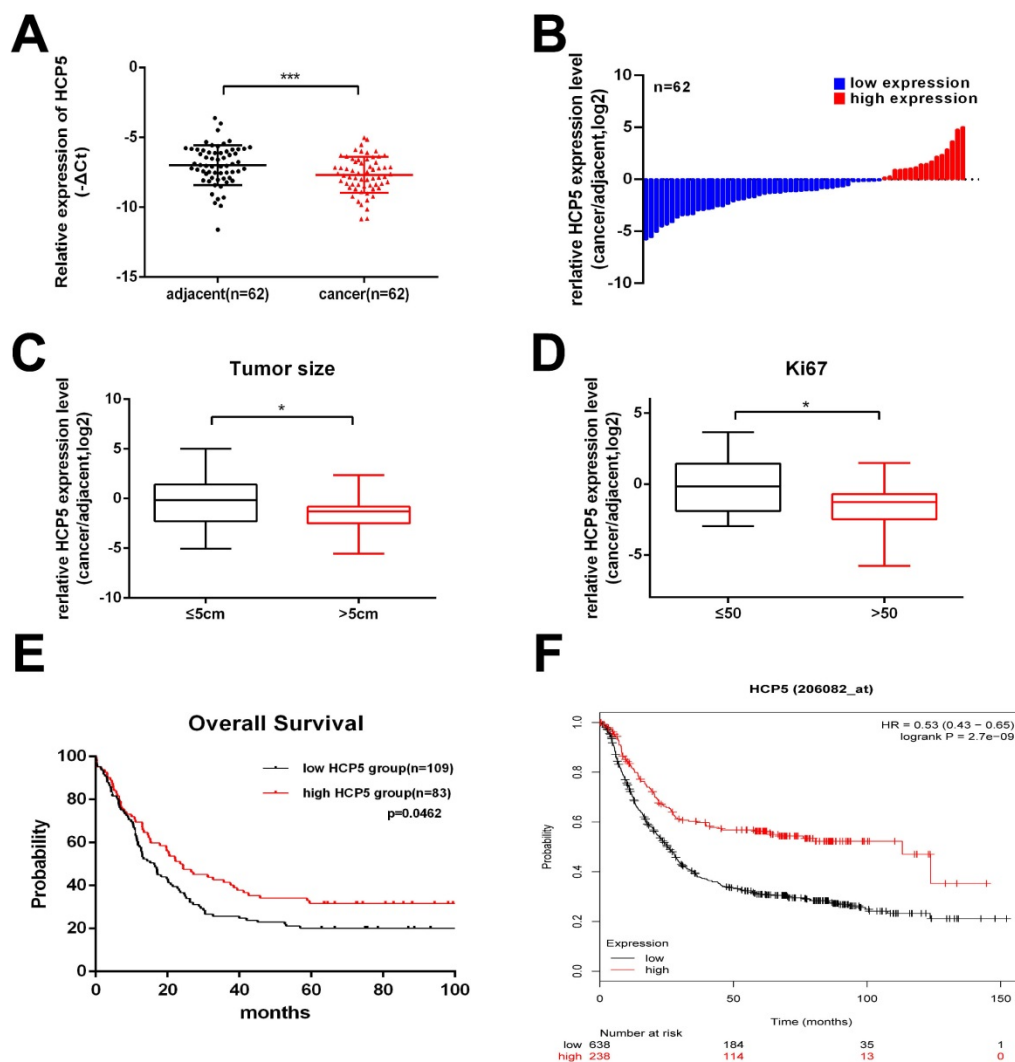 A
Relative expression of HCP5
(-ΔCt)
0
-5
-10
-15
***
adjacent(n=62)
cancer(n=62)
B
rerlative HCP5 expression level
(cancer/adjacent,log2)
10
5
0
-5
-10
n=62
low expression
high expression
C
Tumor size
rerlative HCP5 expression level
(cancer/adjacent,log2)
10
5
0
-5
-10
*
≤5cm
>5cm
D
Ki67
rerlative HCP5 expression level
(cancer/adjacent,log2)
5
0
-5
*
≤50
>50
E
Overall Survival
Probability
100
80
60
40
20
0
low HCP5 group(n=109)
high HCP5 group(n=83)
p=0.0462
0 20 40 60 80 100
months
F
HCP5 (206082_at)
HR = 0.53 (0.43 − 0.65)
logrank P = 2.7e−09
Probability
1.0
0.8
0.6
0.4
0.2
0.0
Expression
low
high
0 50 100 150
Time (months)
Number at risk
low 638 184 35 1
high 238 114 13 0